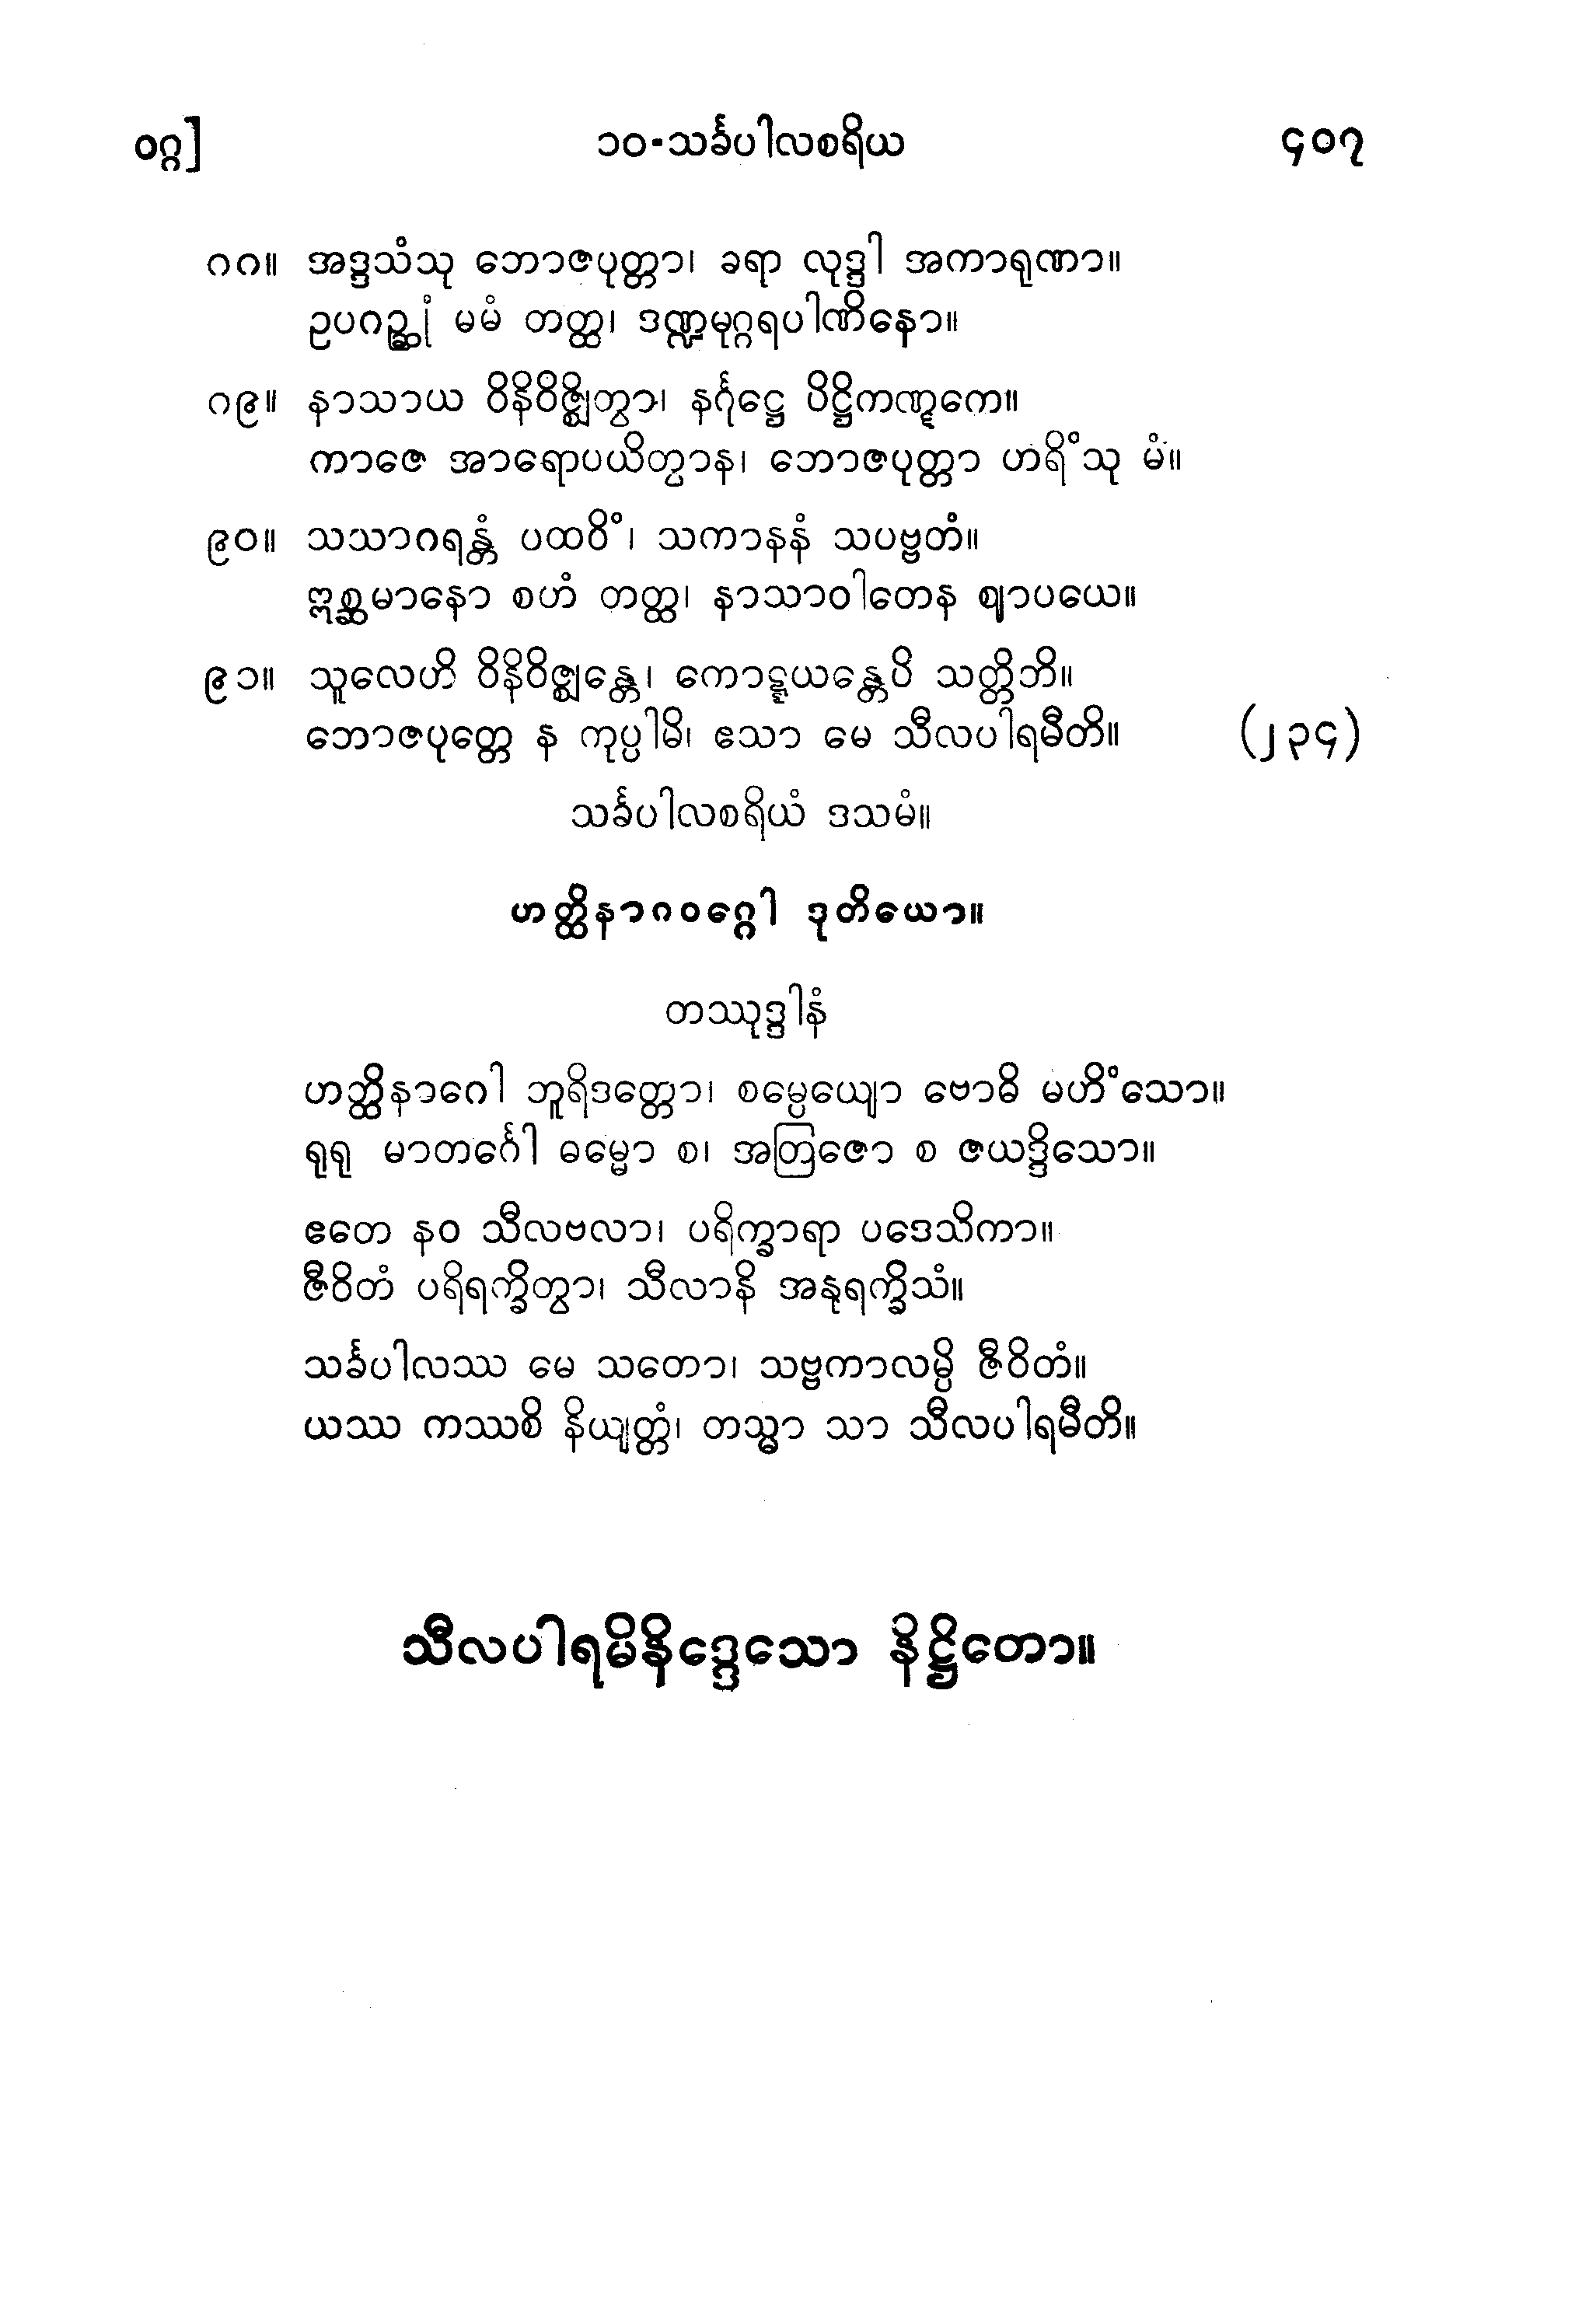 ဝဂ္ဂ]
၁၀-သင်္ခပါလစရိယ
၄၀၇
ဂဂ။ အဒ္ဒသံသု ဘောဇပုတ္တာ၊ ခရာ လုဒ္ဒါ အကာရုဏာ။
ဥပဂဉ္ဆုံ မမံ တတ္ထ၊ ဒဏ္ဍမုဂ္ဂရပါဏိနော။
ဂ၉။ နာသာယ ဝိနိဝိဇ္ဈိတွာ၊ နင်္ဂုဋ္ဌေ ပိဋ္ဌိကဏ္ဋကေ။
ကာဇေ အာရောပယိတွာန၊ ဘောဇပုတ္တာ ဟရိံသု မံ။
၉၀။ သသာဂရန္တံ ပထဝိံ၊ သကာနနံ သပဗ္ဗတံ။
ဣစ္ဆမာနော စဟံ တတ္ထ၊ နာသာဝါတေန ဈာပယေ။
၉၁။ သူလေဟိ ဝိနိဝိဇ္ဈန္တေ၊ ကောဋ္ဋယန္တေပိ သတ္တိဘိ။
ဘောဇပုတ္တေ န ကုပ္ပါမိ၊ ဧသာ မေ သီလပါရမီတိ။ (၂၃၄)
သင်္ခပါလစရိယံ ဒသမံ။
ဟတ္ထိနာဂဝဂ္ဂေါ ဒုတိယော။
တဿုဒ္ဒါနံ
ဟတ္ထိနာဂေါ ဘူရိဒတ္တော၊ စမ္ပေယျော ဗောဓိ မဟိံသော။
ရုရု မာတင်္ဂေါ ဓမ္မော စ၊ အတြဇော စ ဇယဒ္ဒိသော။
ဧတေ နဝ သီလဗလာ၊ ပရိက္ခာရာ ပဒေသိကာ။
ဇီဝိတံ ပရိရက္ခိတွာ၊ သီလာနိ အနုရက္ခိသံ။
သင်္ခပါလဿ မေ သတော၊ သဗ္ဗကာလမ္ပိ ဇီဝိတံ။
ယဿ ကဿစိ နိယျတ္တံ၊ တသ္မာ သာ သီလပါရမီတိ။
သီလပါရမိနိဒ္ဒေသော နိဋ္ဌိတော။